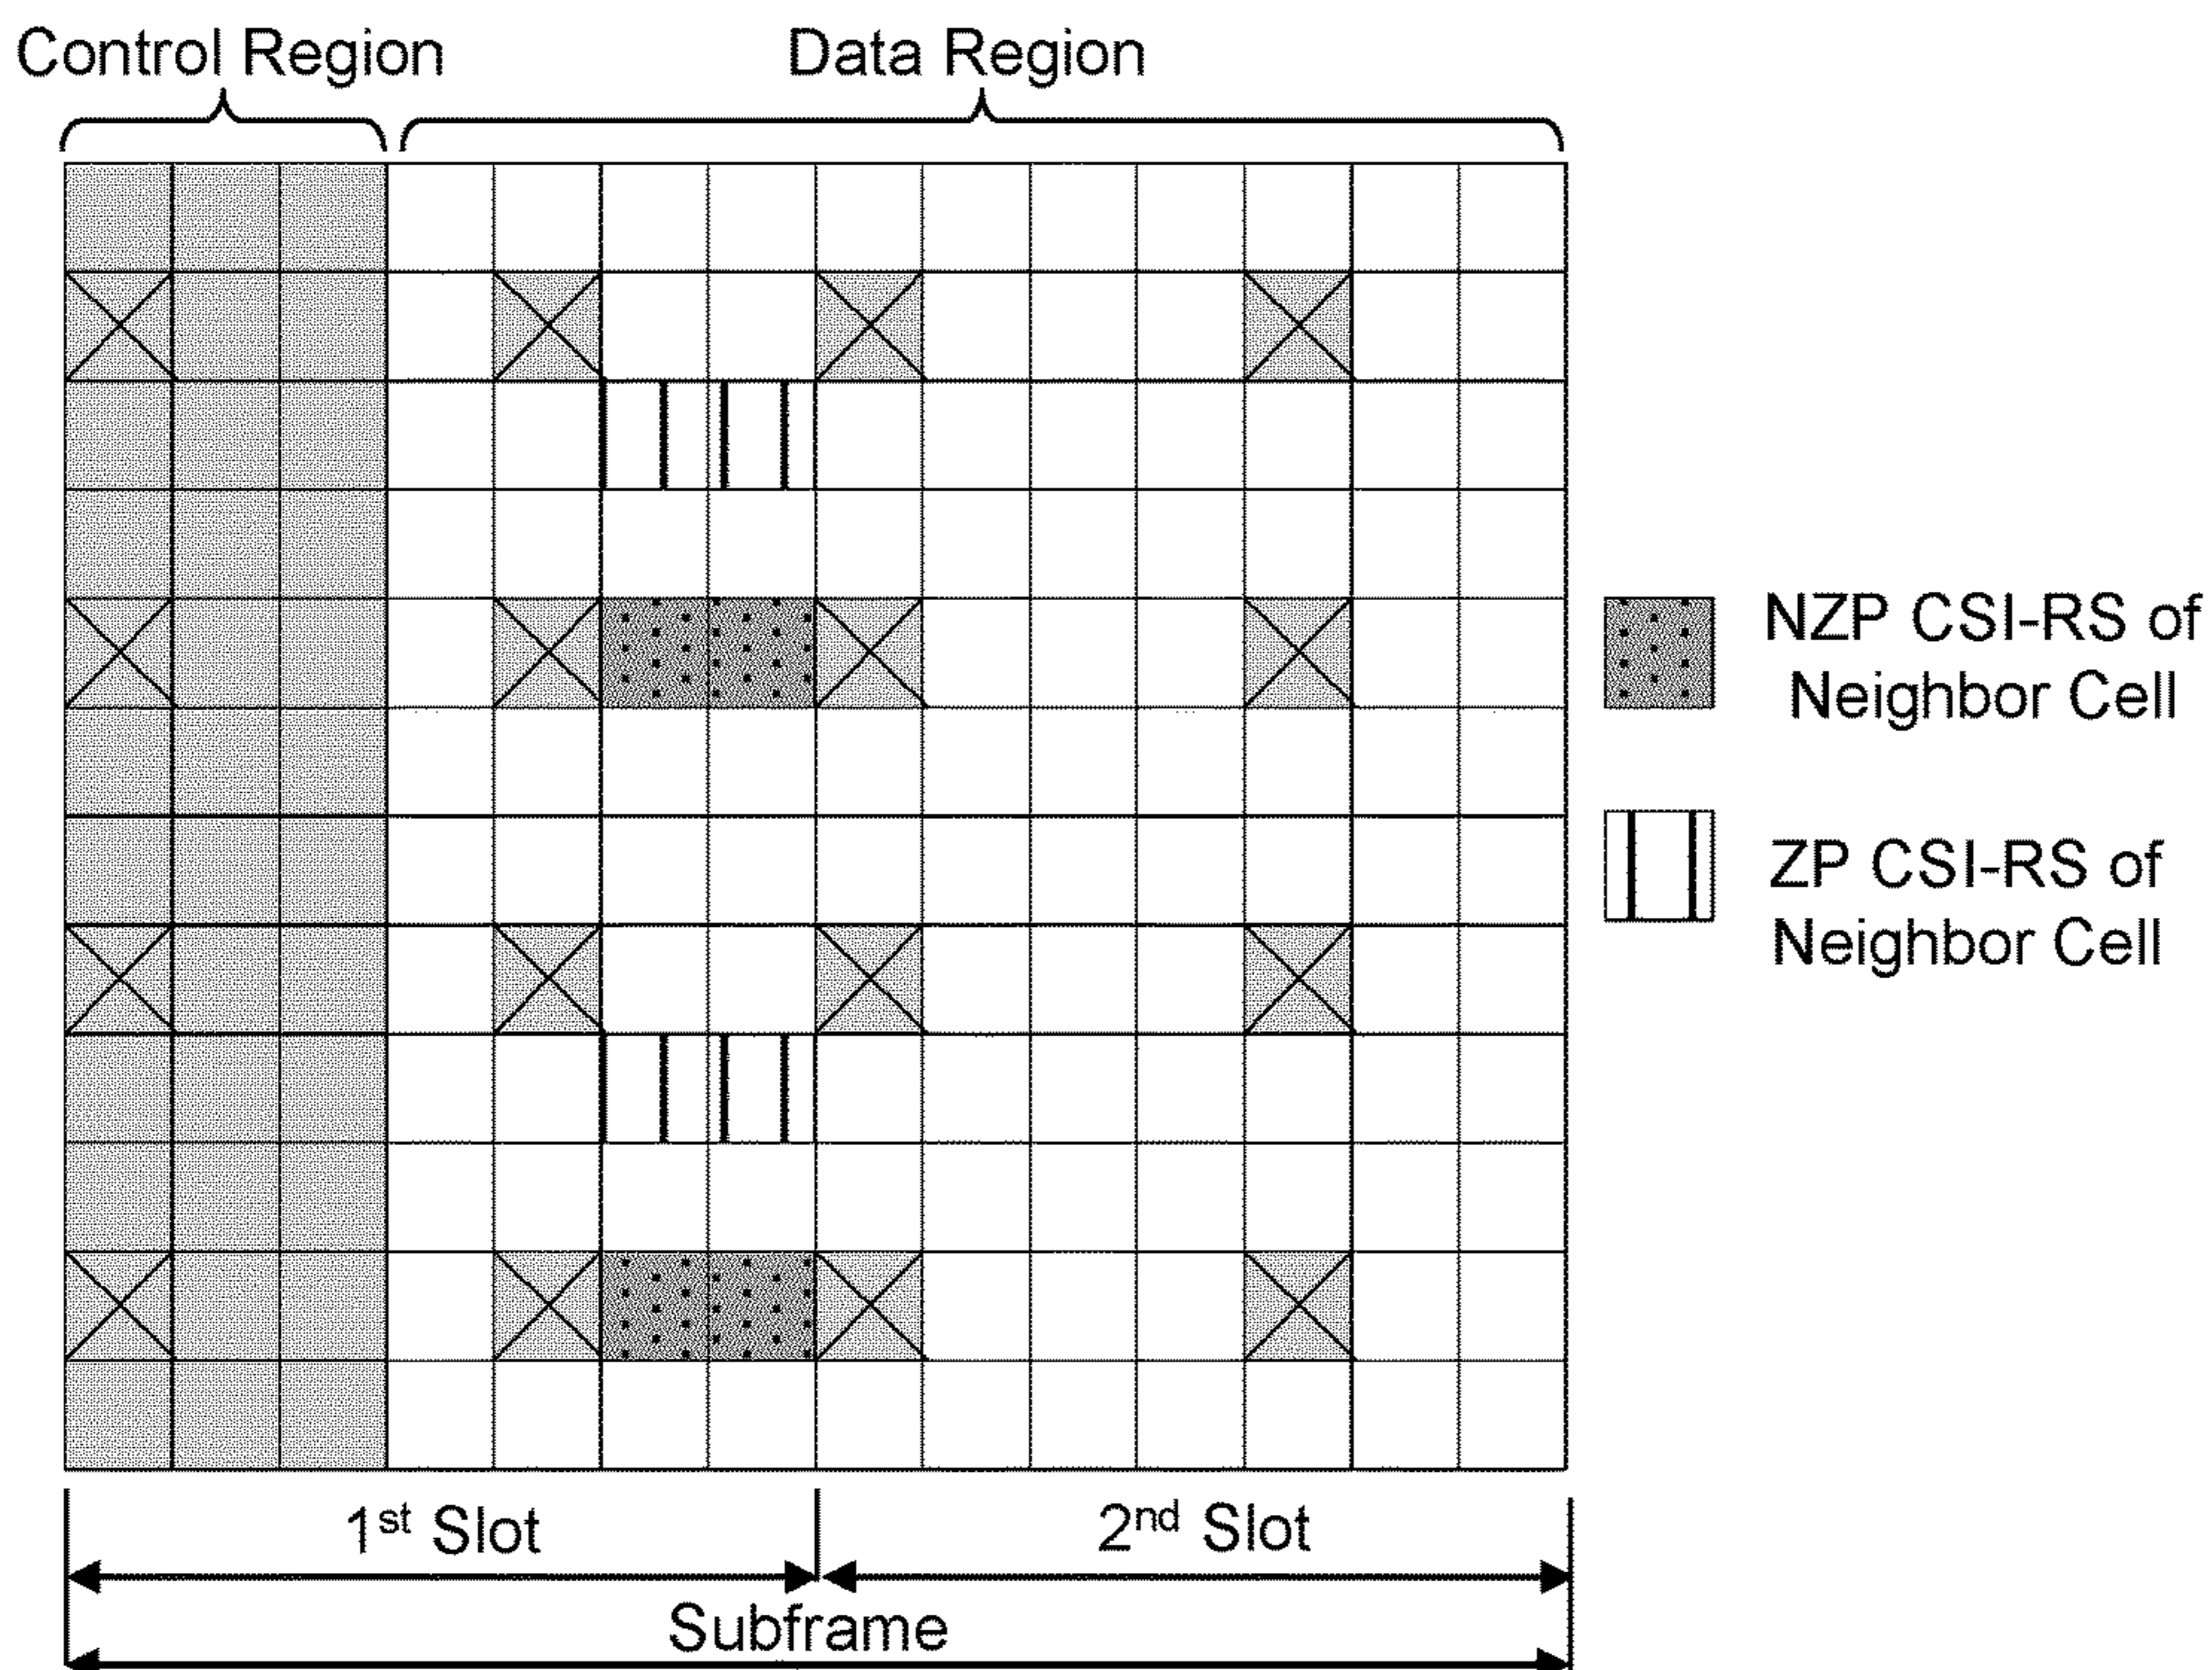 Control Region
Data Region
NZP CSI-RS of
Neighbor Cell
ZP CSI-RS of
Neighbor Cell
1st Slot
2nd Slot
Subframe